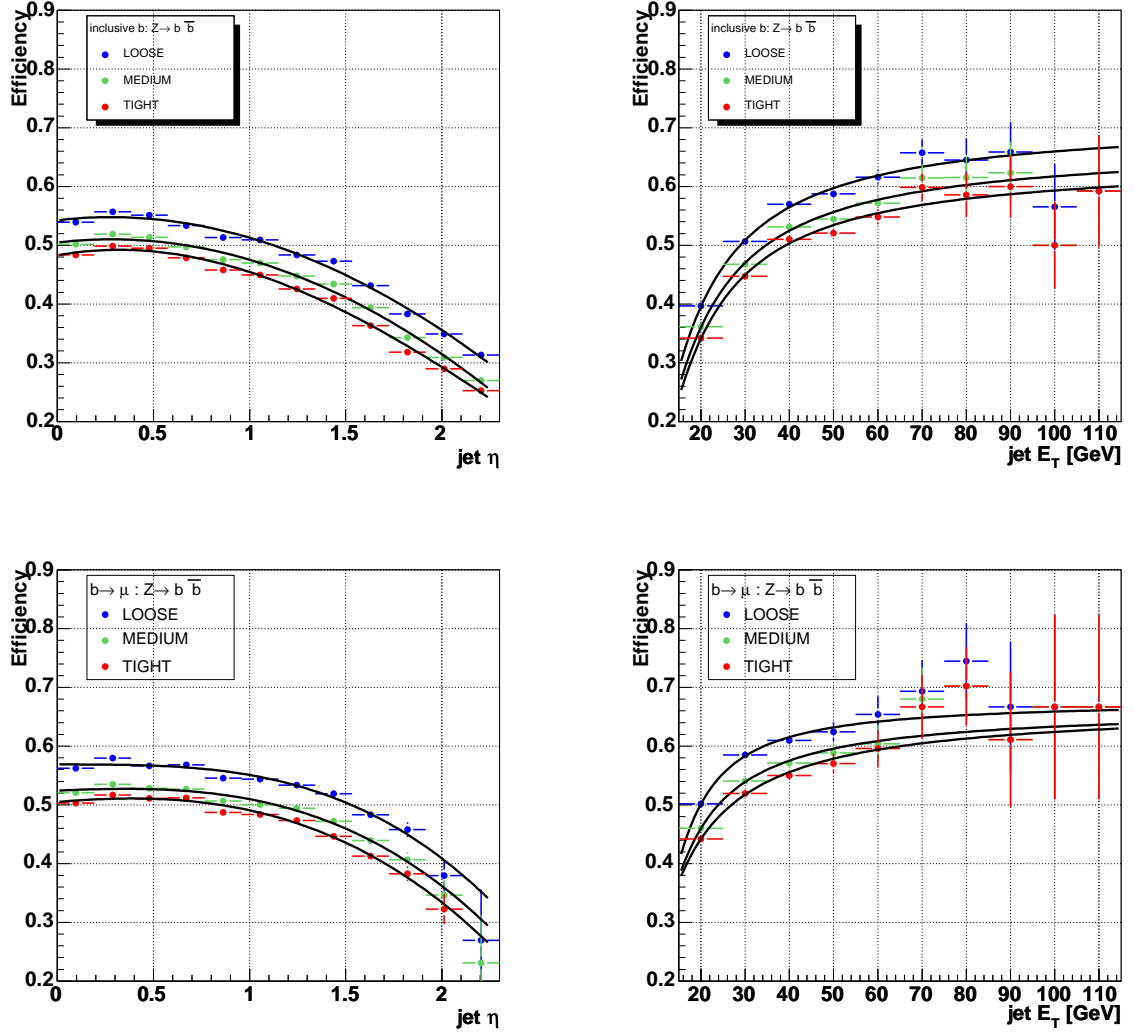 Efficiency
0.9
0.8
0.7
0.6
0.5
0.4
0.3
0.2
inclusive b: Z→ b b̅
LOOSE
MEDIUM
TIGHT
0 0.5 1 1.5 2
jet η
Efficiency
0.9
0.8
0.7
0.6
0.5
0.4
0.3
0.2
inclusive b: Z→ b b̅
LOOSE
MEDIUM
TIGHT
20 30 40 50 60 70 80 90 100 110
jet E_T [GeV]
Efficiency
0.9
0.8
0.7
0.6
0.5
0.4
0.3
0.2
b→ μ : Z→ b b̅
LOOSE
MEDIUM
TIGHT
0 0.5 1 1.5 2
jet η
Efficiency
0.9
0.8
0.7
0.6
0.5
0.4
0.3
0.2
b→ μ : Z→ b b̅
LOOSE
MEDIUM
TIGHT
20 30 40 50 60 70 80 90 100 110
jet E_T [GeV]